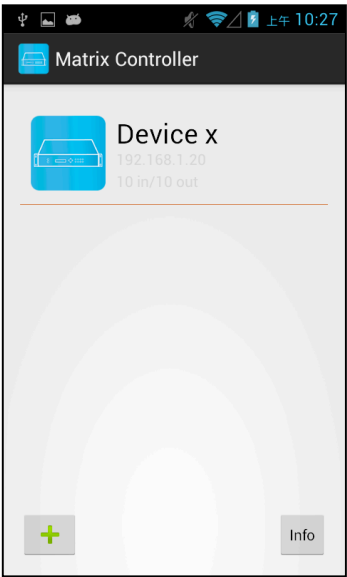 上午 10:27
Matrix Controller
Device x
192.168.1.20
10 in/10 out
Info